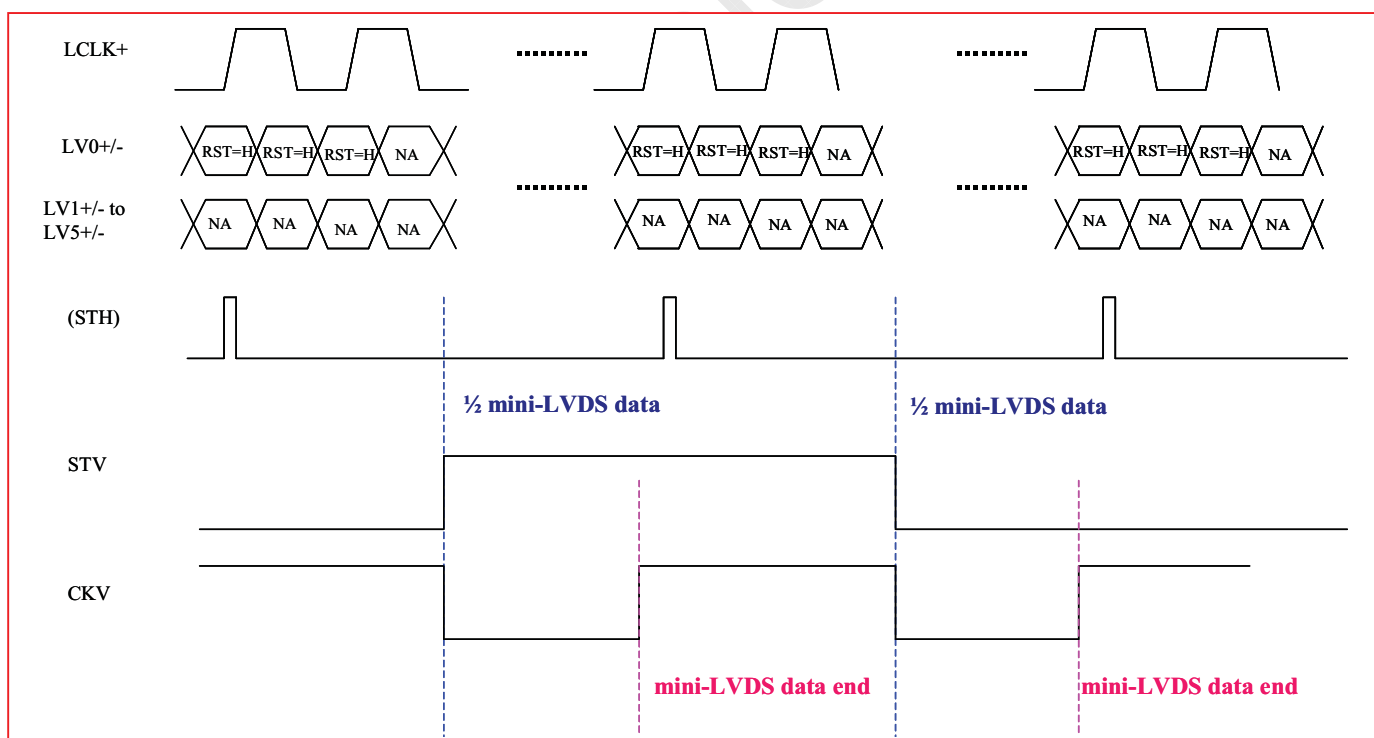 LCLK+
LV0+/-
RST=H RST=H RST=H NA
RST=H RST=H RST=H NA
RST=H RST=H RST=H NA
LV1+/- to
LV5+/-
NA NA NA NA
NA NA NA NA
NA NA NA NA
(STH)
½ mini-LVDS data
½ mini-LVDS data
STV
CKV
mini-LVDS data end
mini-LVDS data end